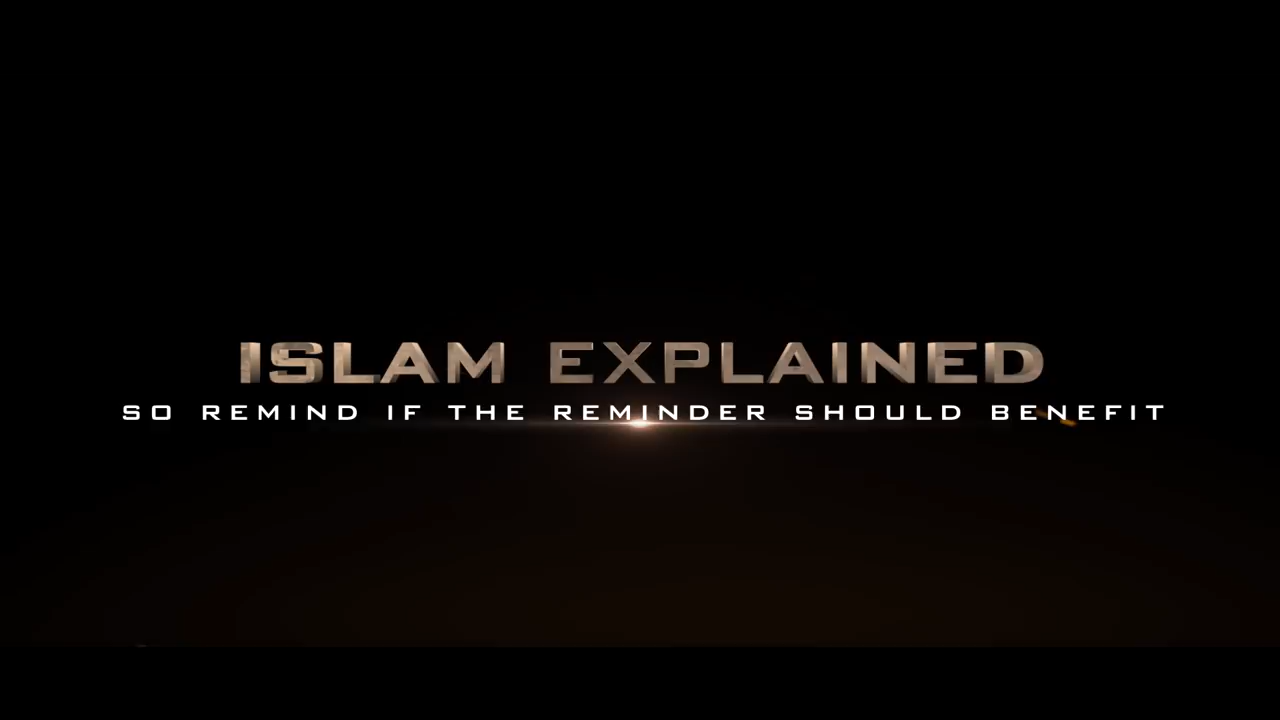 ISLAM EXPLAINED
SO REMIND IF THE REMINDER SHOULD BENEFIT